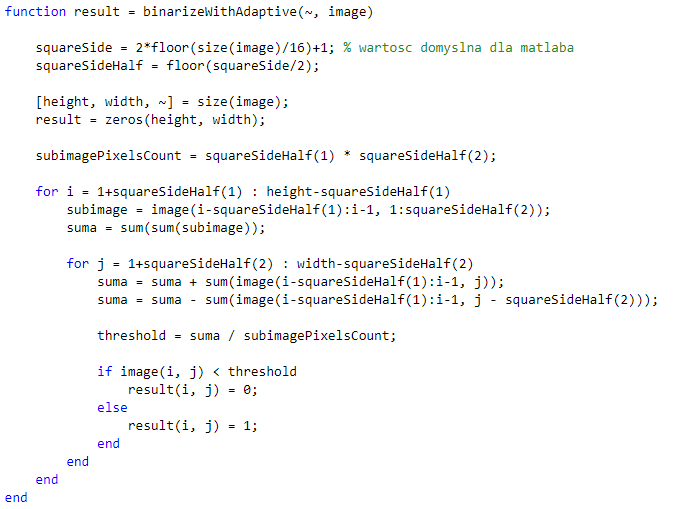 function result = binarizeWithAdaptive(~, image)
squareSide = 2*floor(size(image)/16)+1; % wartosc domyslna dla matlaba
squareSideHalf = floor(squareSide/2);
[height, width, ~] = size(image);
result = zeros(height, width);
subimagePixelsCount = squareSideHalf(1) * squareSideHalf(2);
for i = 1+squareSideHalf(1) : height-squareSideHalf(1)
subimage = image(i-squareSideHalf(1):i-1, 1:squareSideHalf(2));
suma = sum(sum(subimage));
for j = 1+squareSideHalf(2) : width-squareSideHalf(2)
suma = suma + sum(image(i-squareSideHalf(1):i-1, j));
suma = suma - sum(image(i-squareSideHalf(1):i-1, j - squareSideHalf(2)));
threshold = suma / subimagePixelsCount;
if image(i, j) < threshold
result(i, j) = 0;
else
result(i, j) = 1;
end
end
end
end